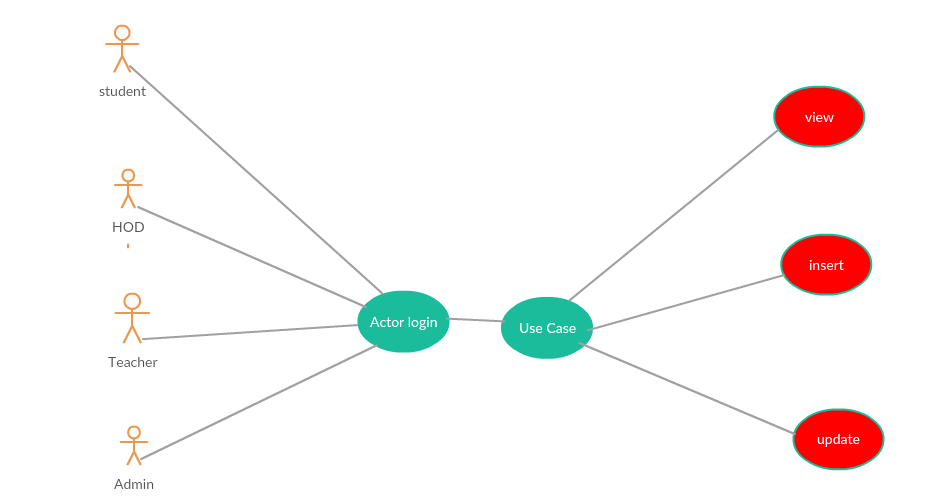 student
HOD
Teacher
Admin
Actor login
Use Case
view
insert
update